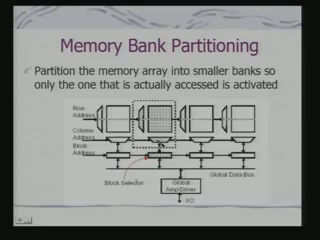 Memory Bank Partitioning
Partition the memory array into smaller banks so
only the one that is actually accessed is activated
Row
Address
Column
Address
Block
Address
Global Data Bus
Block Selector
Global
Amp/Driver
I/O